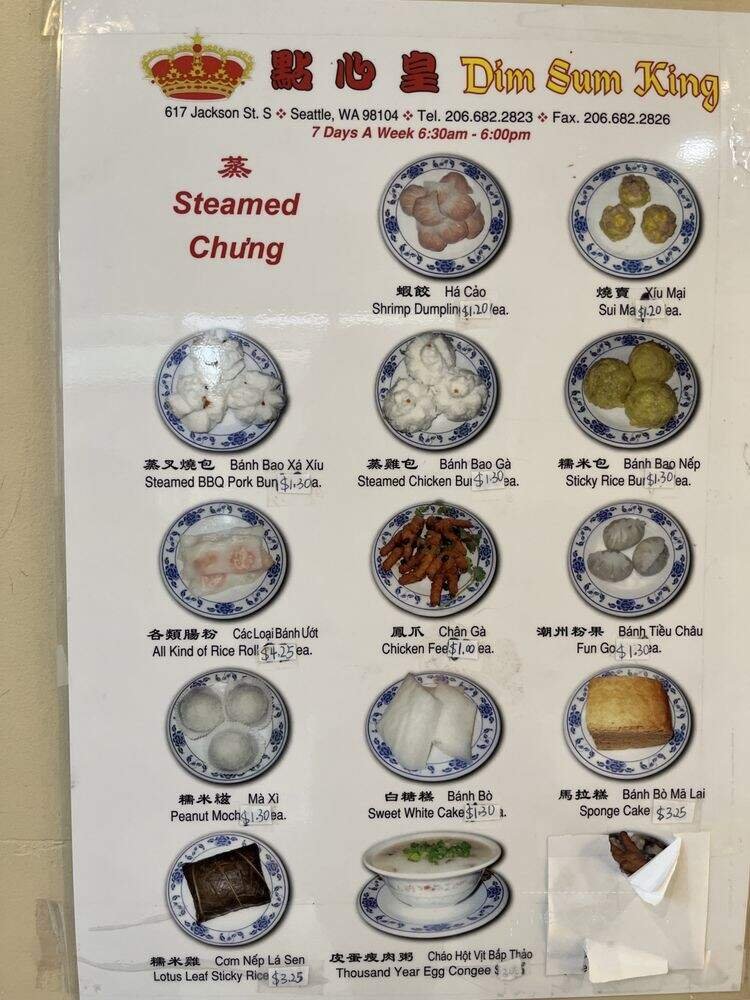 點心皇 Dim Sum King
617 Jackson St. S ❖ Seattle, WA 98104 ❖ Tel. 206.682.2823 ❖ Fax. 206.682.2826
7 Days A Week 6:30am - 6:00pm
蒸
Steamed
Chưng
蝦餃 Há Cảo
Shrimp Dumplin $1.20/ea.
燒賣 Xíu Mại
Sui Ma $1.20/ea.
蒸叉燒包 Bánh Bao Xá Xíu
Steamed BBQ Pork Bun $1.30 a.
蒸雞包 Bánh Bao Gà
Steamed Chicken Bu $1.30 ea.
糯米包 Bánh Bao Nếp
Sticky Rice Bu $1.30/ea.
各類腸粉 Các Loại Bánh Ướt
All Kind of Rice Rol $4.25 ea.
鳳爪 Chân Gà
Chicken Fee $1.00/ea.
潮州粉果 Bánh Tiều Châu
Fun Go $1.30 ea.
糯米糍 Mà Xì
Peanut Moch $1.30 ea.
白糖糕 Bánh Bò
Sweet White Cake $1.30
馬拉糕 Bánh Bò Mã Lai
Sponge Cake $3.25
糯米雞 Cơm Nếp Lá Sen
Lotus Leaf Sticky Rice $3.25
皮蛋瘦肉粥 Cháo Hột Vịt Bắp Thảo
Thousand Year Egg Congee